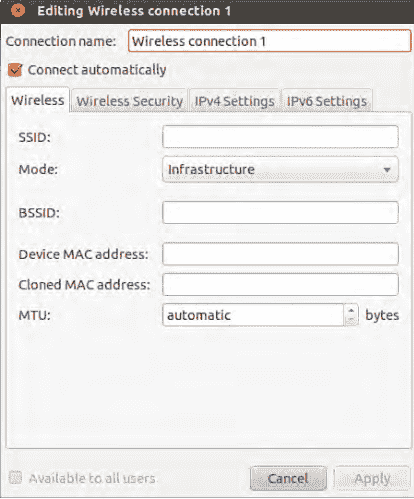 Editing Wireless connection 1
Connection name: Wireless connection 1
Connect automatically
Wireless Wireless Security IPv4 Settings IPv6 Settings
SSID:
Mode: Infrastructure
BSSID:
Device MAC address:
Cloned MAC address:
MTU: automatic bytes
Available to all users Cancel Apply